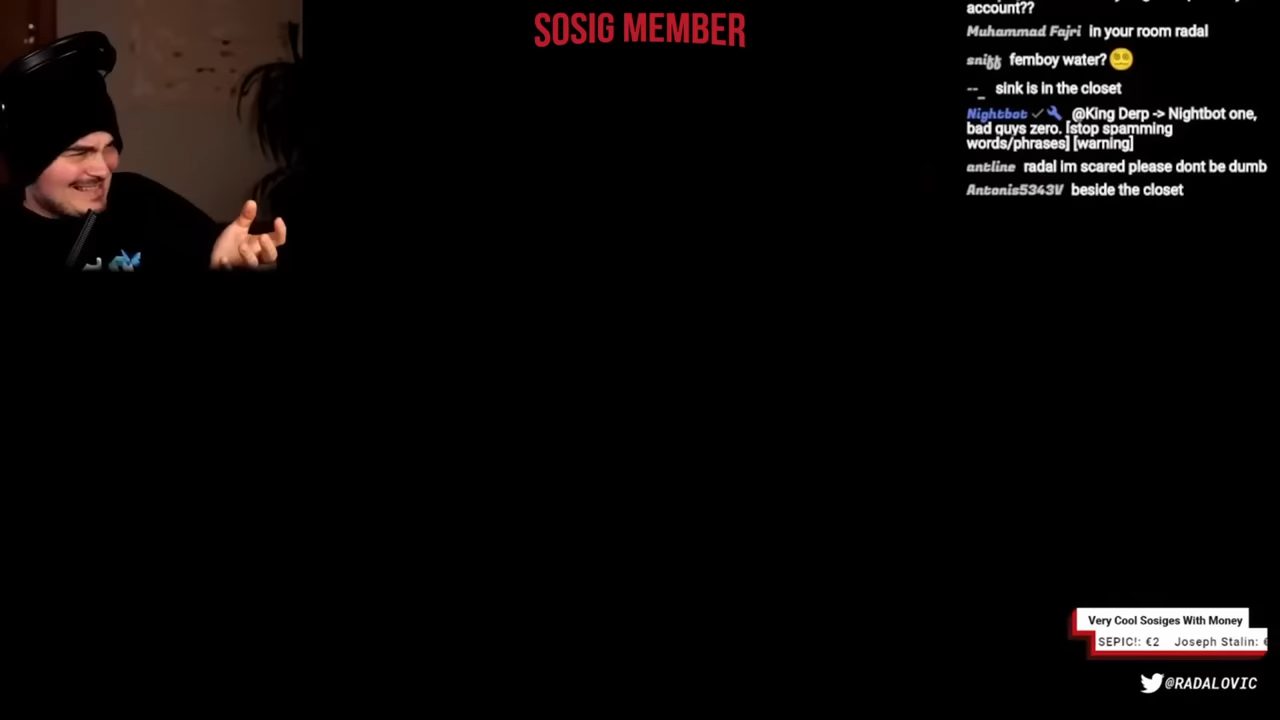 SOSIG MEMBER
account??
Muhammad Fajri in your room radal
sniff femboy water?
--_ sink is in the closet
Nightbot @King Derp -> Nightbot one,
bad guys zero. [stop spamming
words/phrases] [warning]
antline radal im scared please dont be dumb
Antonis5343V beside the closet
Very Cool Sosiges With Money
SEPIC!: €2 Joseph Stalin: €
@RADALOVIC